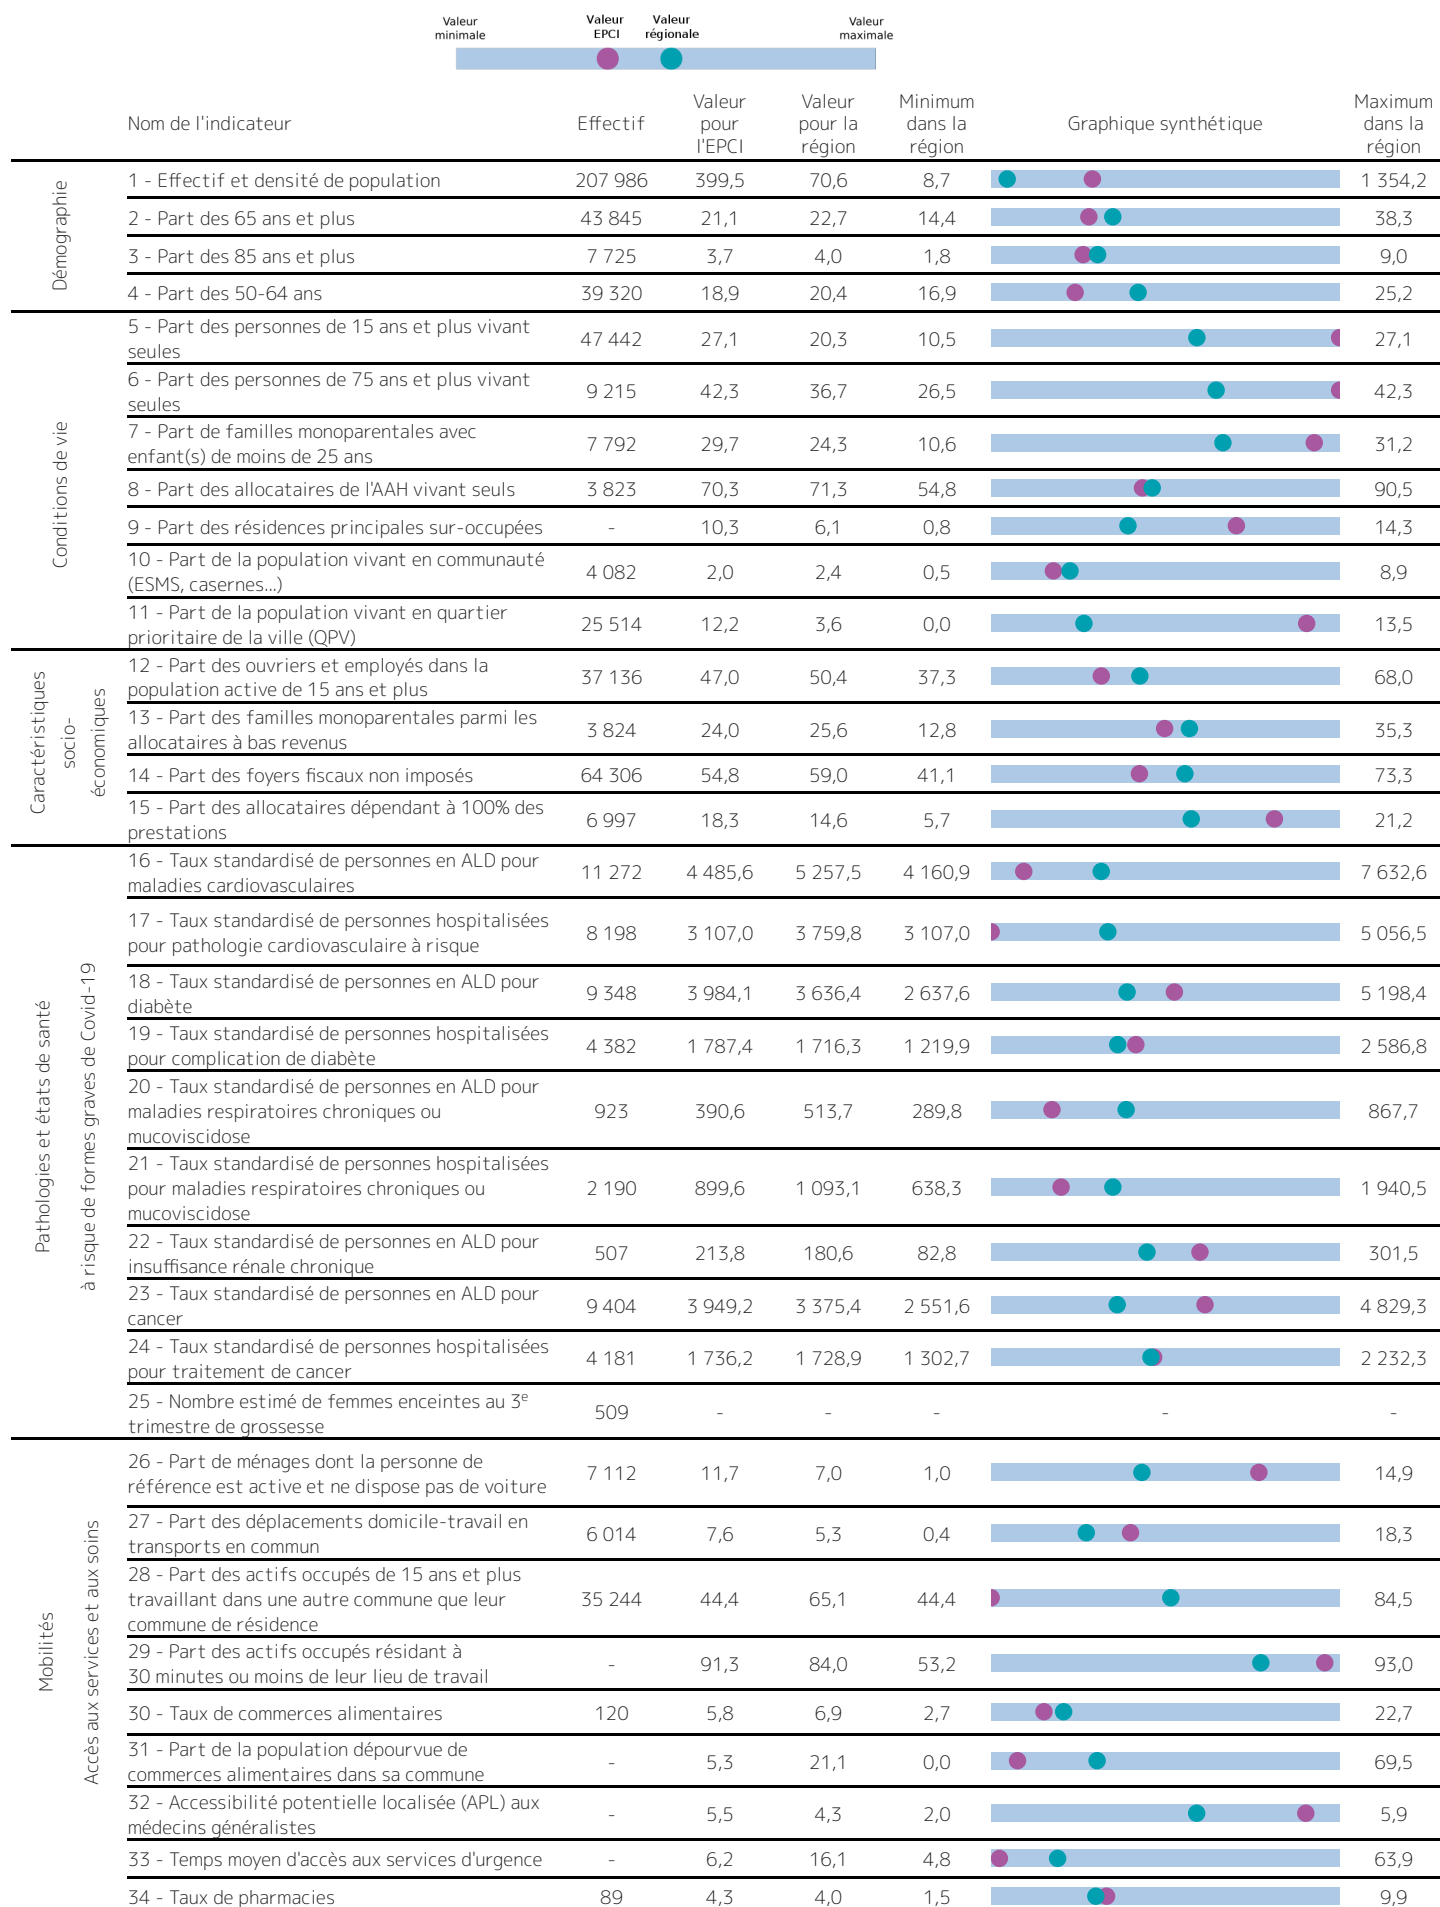 Valeur minimale
Valeur EPCI
Valeur régionale
Valeur maximale
Nom de l'indicateur
Effectif
Valeur pour l'EPCI
Valeur pour la région
Minimum dans la région
Graphique synthétique
Maximum dans la région
Démographie
1 - Effectif et densité de population 207 986 399,5 70,6 8,7 1 354,2
2 - Part des 65 ans et plus 43 845 21,1 22,7 14,4 38,3
3 - Part des 85 ans et plus 7 725 3,7 4,0 1,8 9,0
4 - Part des 50-64 ans 39 320 18,9 20,4 16,9 25,2
Conditions de vie
5 - Part des personnes de 15 ans et plus vivant
seules 47 442 27,1 20,3 10,5 27,1
6 - Part des personnes de 75 ans et plus vivant
seules 9 215 42,3 36,7 26,5 42,3
7 - Part de familles monoparentales avec
enfant(s) de moins de 25 ans 7 792 29,7 24,3 10,6 31,2
8 - Part des allocataires de l'AAH vivant seuls 3 823 70,3 71,3 54,8 90,5
9 - Part des résidences principales sur-occupées - 10,3 6,1 0,8 14,3
10 - Part de la population vivant en communauté
(ESMS, casernes...) 4 082 2,0 2,4 0,5 8,9
11 - Part de la population vivant en quartier
prioritaire de la ville (QPV) 25 514 12,2 3,6 0,0 13,5
Caractéristiques
socio-
économiques
12 - Part des ouvriers et employés dans la
population active de 15 ans et plus 37 136 47,0 50,4 37,3 68,0
13 - Part des familles monoparentales parmi les
allocataires à bas revenus 3 824 24,0 25,6 12,8 35,3
14 - Part des foyers fiscaux non imposés 64 306 54,8 59,0 41,1 73,3
15 - Part des allocataires dépendant à 100% des
prestations 6 997 18,3 14,6 5,7 21,2
Pathologies et états de santé
à risque de formes graves de Covid-19
16 - Taux standardisé de personnes en ALD pour
maladies cardiovasculaires 11 272 4 485,6 5 257,5 4 160,9 7 632,6
17 - Taux standardisé de personnes hospitalisées
pour pathologie cardiovasculaire à risque 8 198 3 107,0 3 759,8 3 107,0 5 056,5
18 - Taux standardisé de personnes en ALD pour
diabète 9 348 3 984,1 3 636,4 2 637,6 5 198,4
19 - Taux standardisé de personnes hospitalisées
pour complication de diabète 4 382 1 787,4 1 716,3 1 219,9 2 586,8
20 - Taux standardisé de personnes en ALD pour
maladies respiratoires chroniques ou
mucoviscidose 923 390,6 513,7 289,8 867,7
21 - Taux standardisé de personnes hospitalisées
pour maladies respiratoires chroniques ou
mucoviscidose 2 190 899,6 1 093,1 638,3 1 940,5
22 - Taux standardisé de personnes en ALD pour
insuffisance rénale chronique 507 213,8 180,6 82,8 301,5
23 - Taux standardisé de personnes en ALD pour
cancer 9 404 3 949,2 3 375,4 2 551,6 4 829,3
24 - Taux standardisé de personnes hospitalisées
pour traitement de cancer 4 181 1 736,2 1 728,9 1 302,7 2 232,3
25 - Nombre estimé de femmes enceintes au 3e
trimestre de grossesse 509 - - - - -
Mobilités
Accès aux services et aux soins
26 - Part de ménages dont la personne de
référence est active et ne dispose pas de voiture 7 112 11,7 7,0 1,0 14,9
27 - Part des déplacements domicile-travail en
transports en commun 6 014 7,6 5,3 0,4 18,3
28 - Part des actifs occupés de 15 ans et plus
travaillant dans une autre commune que leur
commune de résidence 35 244 44,4 65,1 44,4 84,5
29 - Part des actifs occupés résidant à
30 minutes ou moins de leur lieu de travail - 91,3 84,0 53,2 93,0
30 - Taux de commerces alimentaires 120 5,8 6,9 2,7 22,7
31 - Part de la population dépourvue de
commerces alimentaires dans sa commune - 5,3 21,1 0,0 69,5
32 - Accessibilité potentielle localisée (APL) aux
médecins généralistes - 5,5 4,3 2,0 5,9
33 - Temps moyen d'accès aux services d'urgence - 6,2 16,1 4,8 63,9
34 - Taux de pharmacies 89 4,3 4,0 1,5 9,9